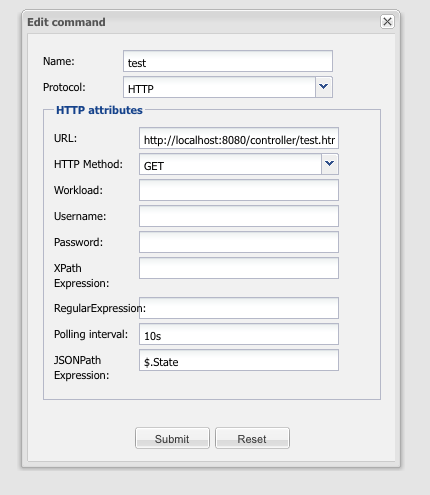 Edit command
Name: test
Protocol: HTTP
HTTP attributes
URL: http://localhost:8080/controller/test.htr
HTTP Method: GET
Workload:
Username:
Password:
XPath
Expression:
RegularExpression:
Polling interval: 10s
JSONPath
Expression: $.State
Submit Reset